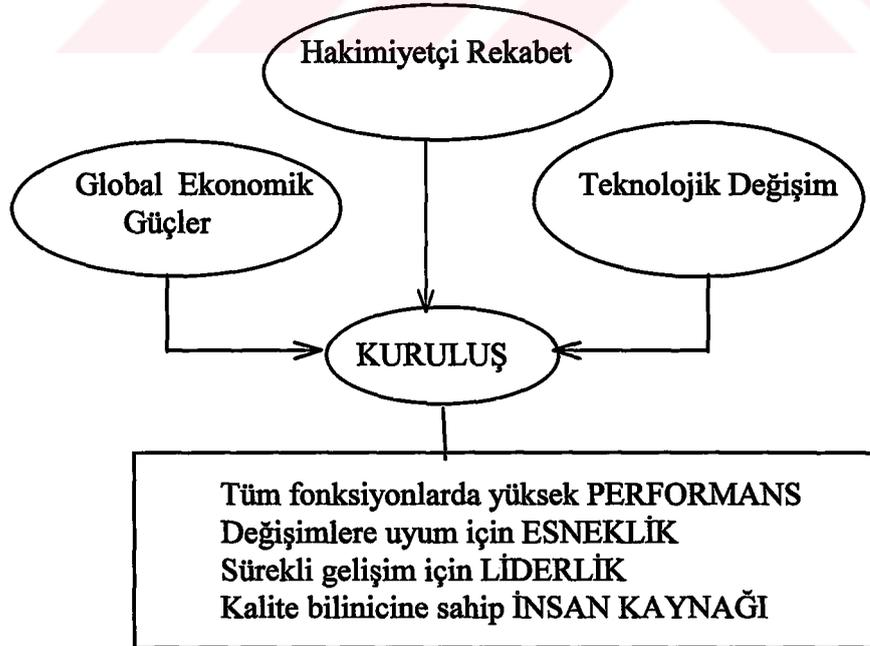 Hakimiyetçi Rekabet
Global Ekonomik
Güçler
Teknolojik Değişim
KURULUŞ
Tüm fonksiyonlarda yüksek PERFORMANS
Değişimlere uyum için ESNEKLİK
Sürekli gelişim için LİDERLİK
Kalite bilinicine sahip İNSAN KAYNAĞI